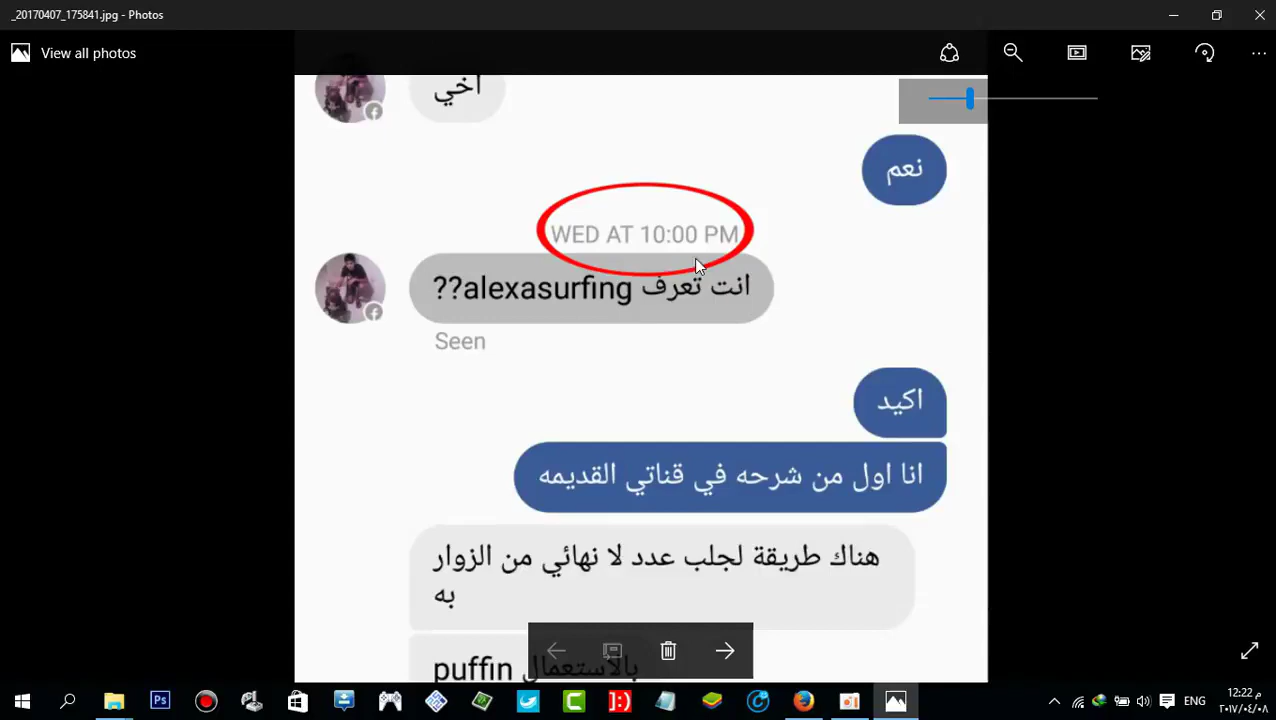 _20170407_175841.jpg - Photos
View all photos
اخي
نعم
WED AT 10:00 PM
انت تعرف alexasurfing??
Seen
اكيد
انا اول من شرحه في قناتي القديمه
هناك طريقة لجلب عدد لا نهائي من الزوار
به
بالاستعمال puffin
Ps
ENG
12:22 م
٢٠١٧/٠٤/٠٨